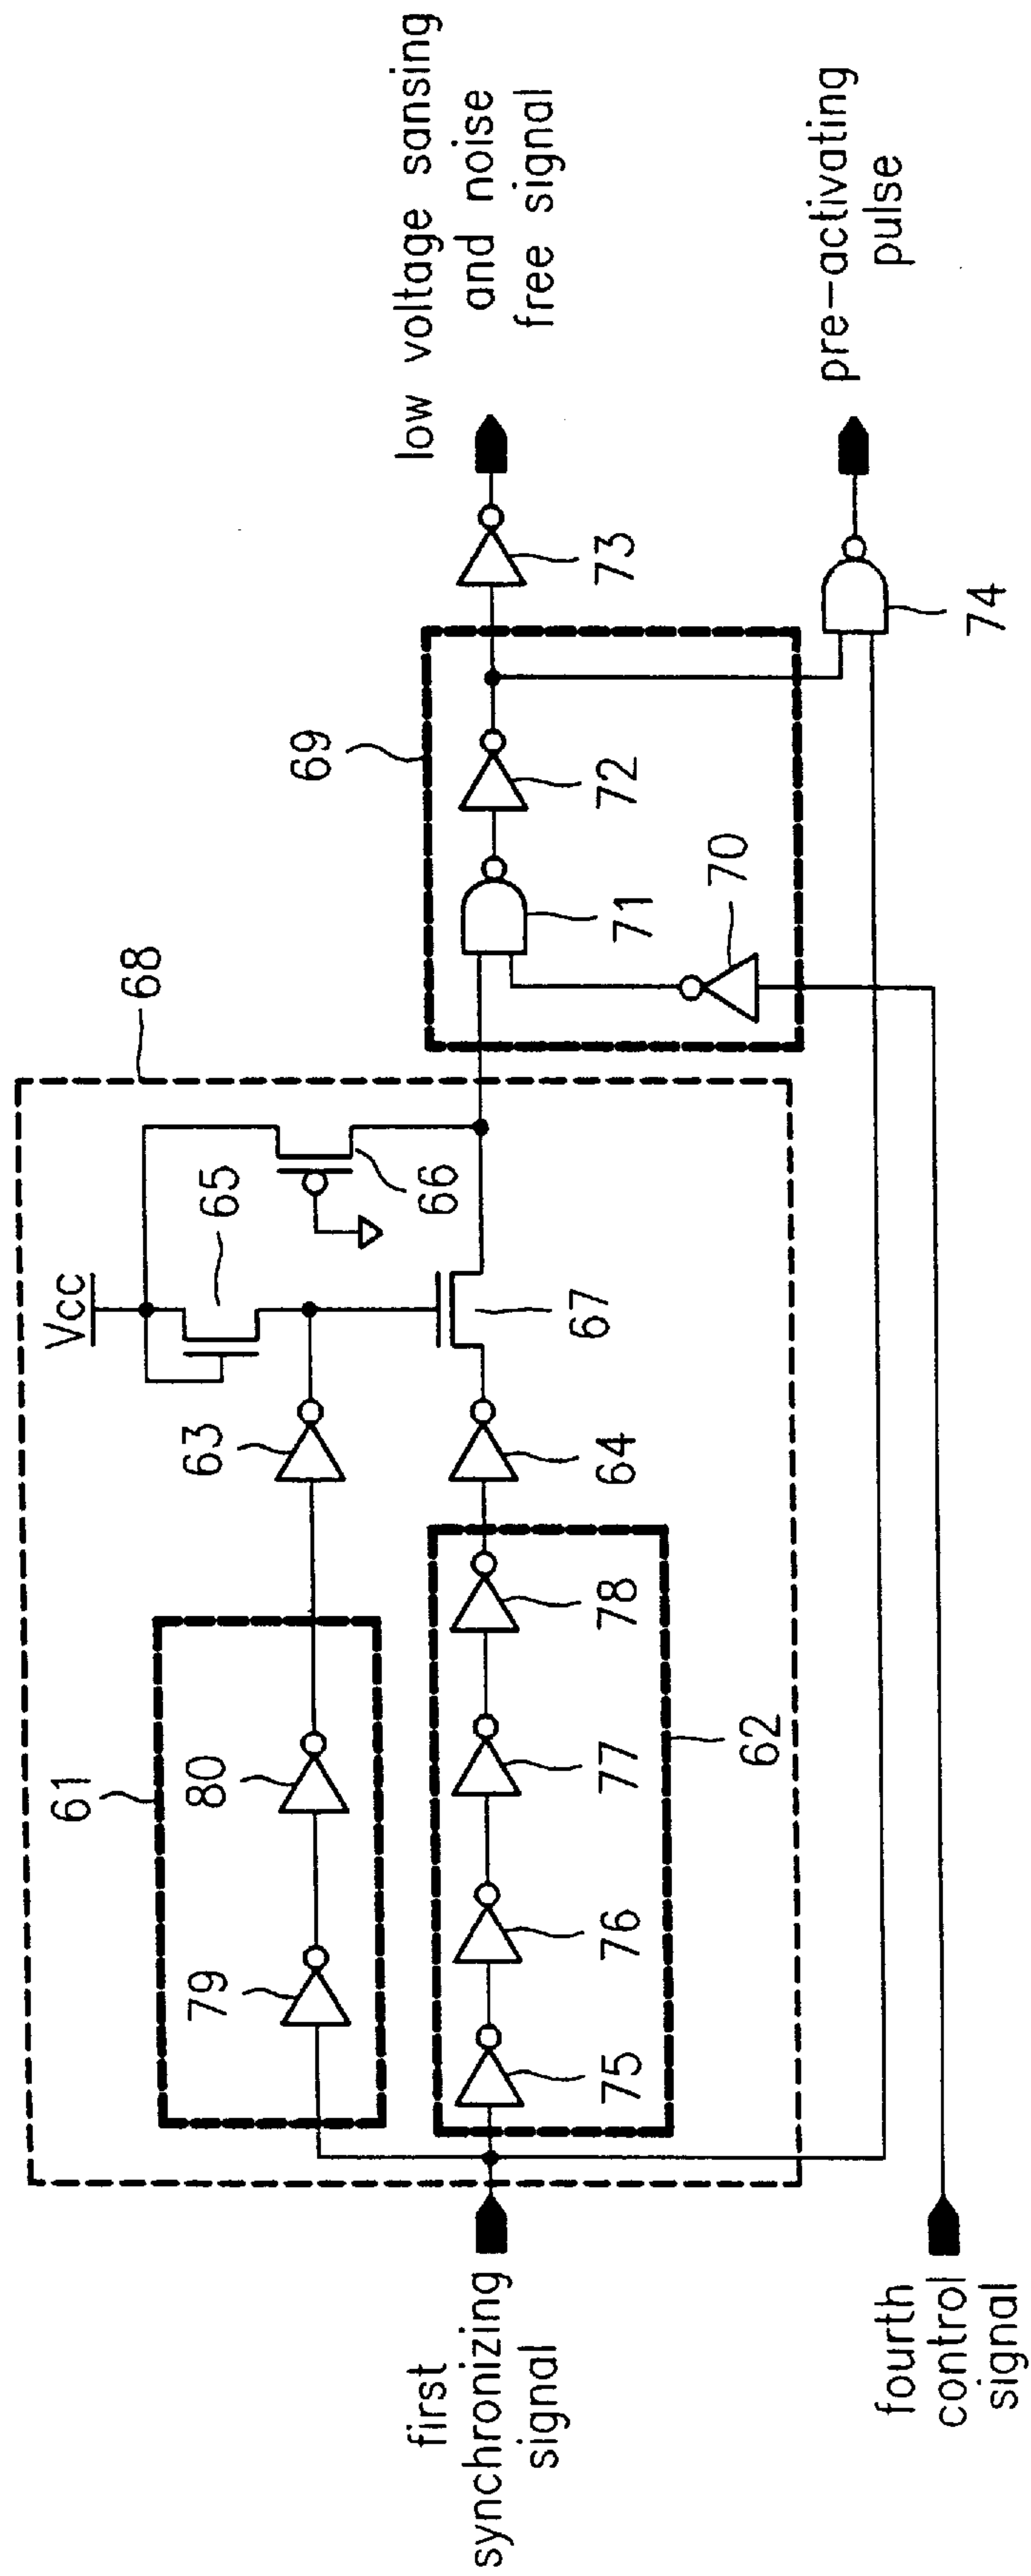 low voltage sansing
and noise
free signal
pre-activating
pulse
73
74
69
72
71
70
68
Vcc
65
66
67
63
64
61
80
79
78
77
76
75
62
first
synchronizing
signal
fourth
control
signal